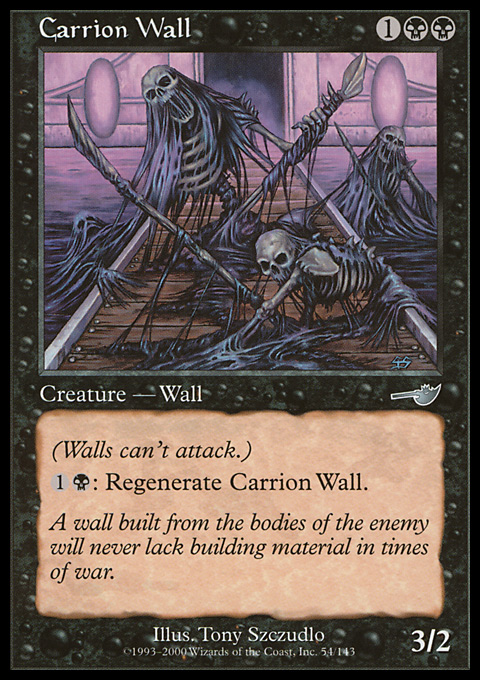 Carrion Wall 1
Creature — Wall
(Walls can't attack.)
1 : Regenerate Carrion Wall.
A wall built from the bodies of the enemy
will never lack building material in times
of war.
Illus. Tony Szczudlo
©1993–2000 Wizards of the Coast, Inc. 54/143
3/2